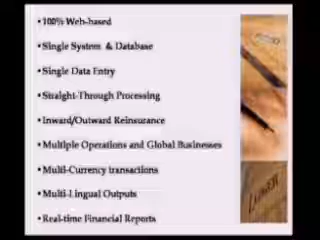 • 100% Web-based
• Single System & Database
• Single Data Entry
• Straight-Through Processing
• Inward/Outward Reinsurance
• Multiple Operations and Global Businesses
• Multi-Currency transactions
• Multi-Lingual Outputs
• Real-time Financial Reports